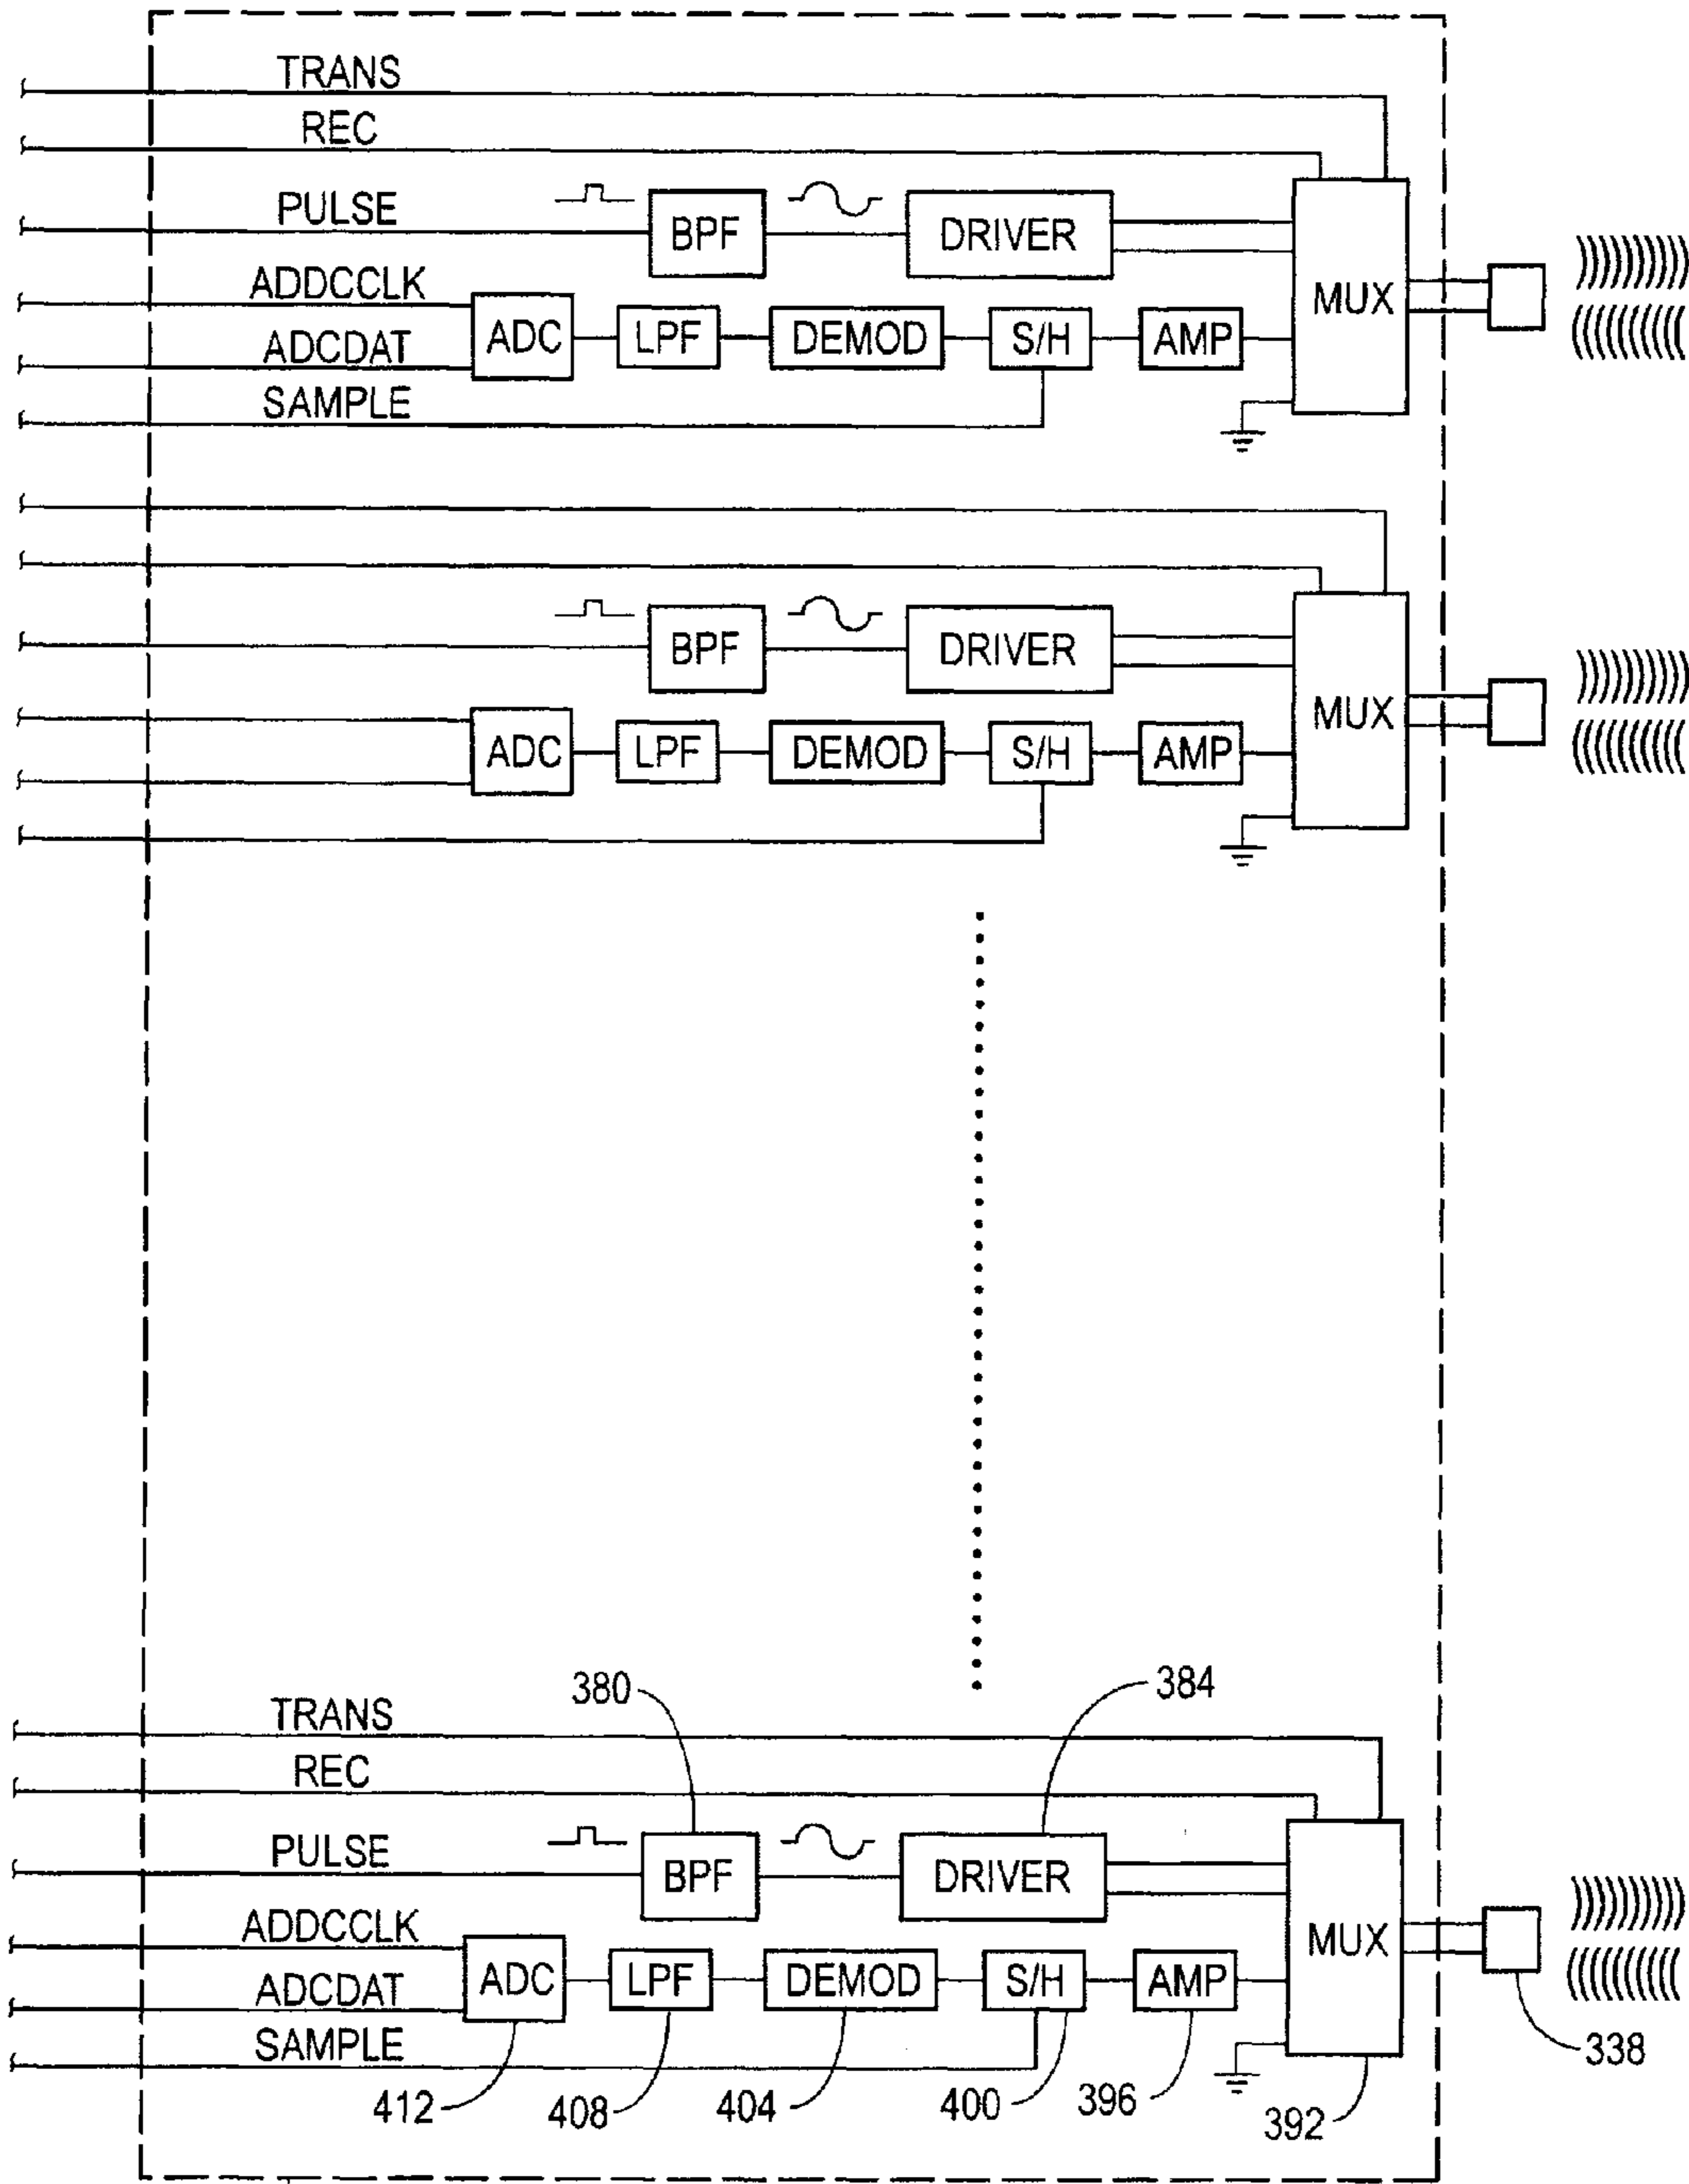 TRANS
REC
PULSE
BPF
DRIVER
MUX
ADDCCLK
ADC
LPF
DEMOD
S/H
AMP
ADCDAT
SAMPLE
BPF
DRIVER
MUX
ADC
LPF
DEMOD
S/H
AMP
380
384
TRANS
REC
PULSE
BPF
DRIVER
MUX
ADDCCLK
ADC
LPF
DEMOD
S/H
AMP
ADCDAT
SAMPLE
338
412
408
404
400
396
392